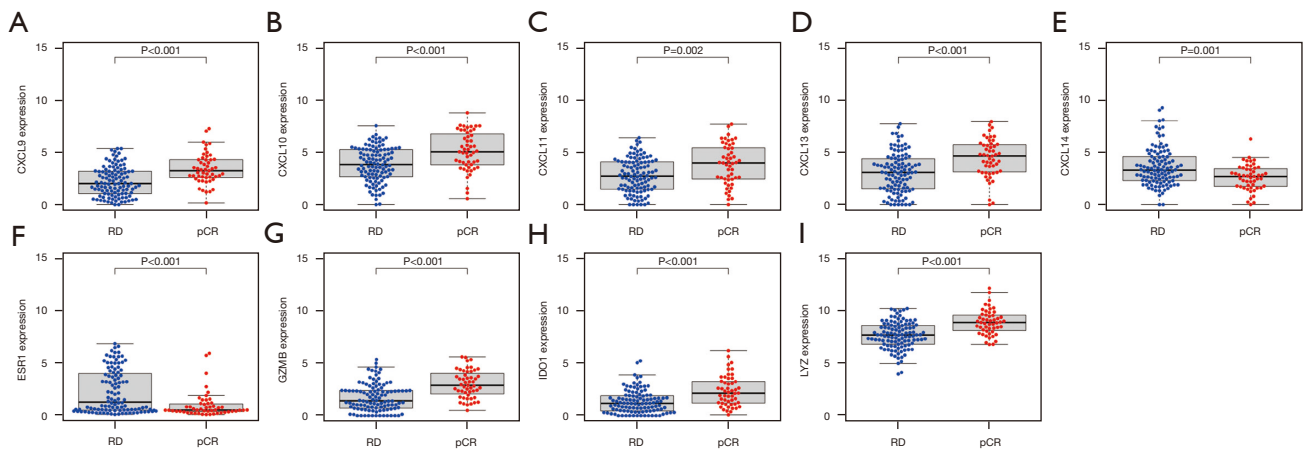 A
CXCL9 expression
15
10
5
0
P<0.001
RD
pCR
B
CXCL10 expression
15
10
5
0
P<0.001
RD
pCR
C
CXCL11 expression
15
10
5
0
P=0.002
RD
pCR
D
CXCL13 expression
15
10
5
0
P<0.001
RD
pCR
E
CXCL14 expression
15
10
5
0
P=0.001
RD
pCR
F
ESR1 expression
15
10
5
0
P<0.001
RD
pCR
G
GZMB expression
15
10
5
0
P<0.001
RD
pCR
H
IDO1 expression
15
10
5
0
P<0.001
RD
pCR
I
LYZ expression
15
10
5
0
P<0.001
RD
pCR